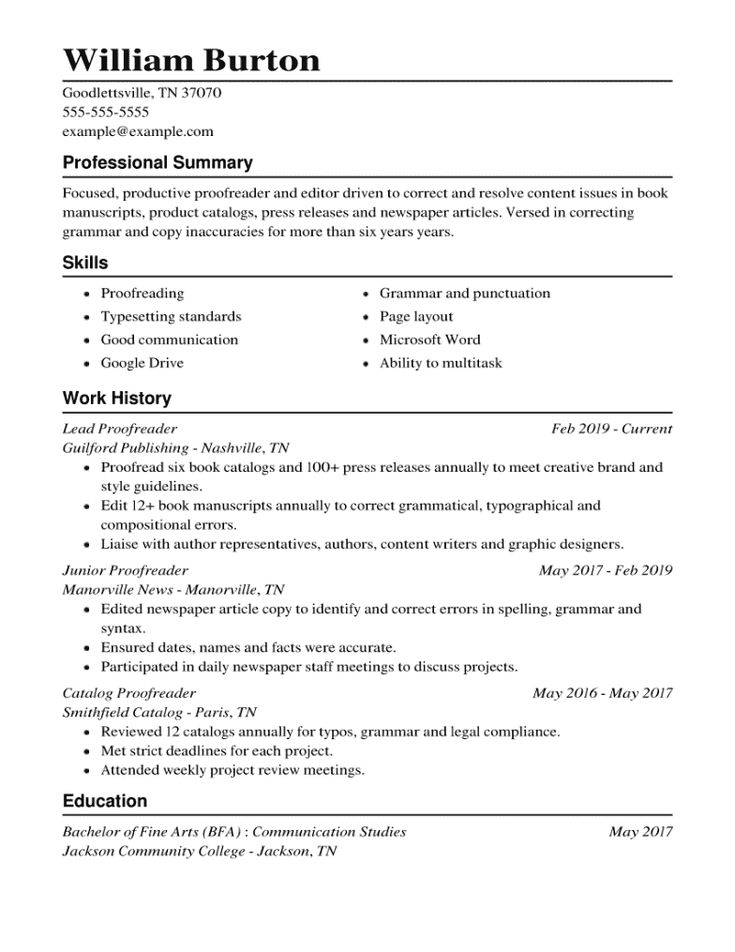 William Burton
Goodlettsville, TN 37070
555-555-5555
example@example.com
Professional Summary
Focused, productive proofreader and editor driven to correct and resolve content issues in book
manuscripts, product catalogs, press releases and newspaper articles. Versed in correcting
grammar and copy inaccuracies for more than six years years.
Skills
• Proofreading
• Typesetting standards
• Good communication
• Google Drive
• Grammar and punctuation
• Page layout
• Microsoft Word
• Ability to multitask
Work History
Lead Proofreader Feb 2019 - Current
Guilford Publishing - Nashville, TN
• Proofread six book catalogs and 100+ press releases annually to meet creative brand and
style guidelines.
• Edit 12+ book manuscripts annually to correct grammatical, typographical and
compositional errors.
• Liaise with author representatives, authors, content writers and graphic designers.
Junior Proofreader May 2017 - Feb 2019
Manorville News - Manorville, TN
• Edited newspaper article copy to identify and correct errors in spelling, grammar and
syntax.
• Ensured dates, names and facts were accurate.
• Participated in daily newspaper staff meetings to discuss projects.
Catalog Proofreader May 2016 - May 2017
Smithfield Catalog - Paris, TN
• Reviewed 12 catalogs annually for typos, grammar and legal compliance.
• Met strict deadlines for each project.
• Attended weekly project review meetings.
Education
Bachelor of Fine Arts (BFA) : Communication Studies May 2017
Jackson Community College - Jackson, TN